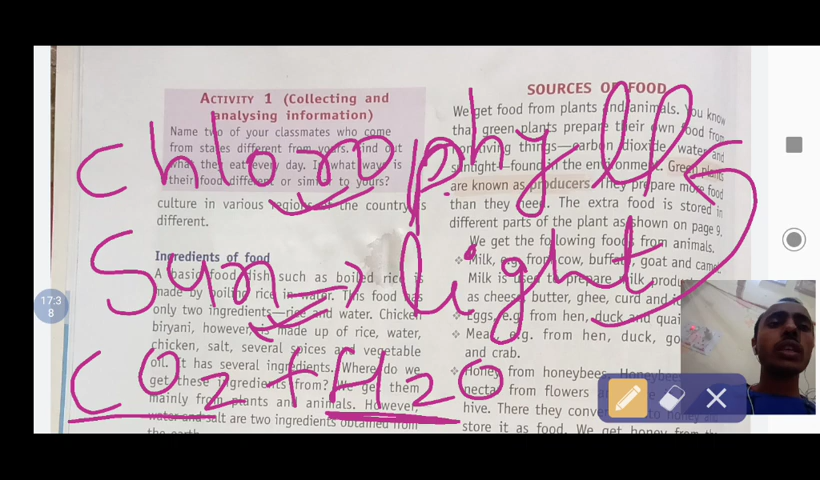 ACTIVITY 1 (Collecting and
analysing information)
Name two of your classmates who come
from states different from yours. Find out
what they eat every day. In what ways is
their food different or similar to yours?
culture in various regions of the country is
different.
Ingredients of food
A basic food dish such as boiled rice is
made by boiling rice in water. This food has
only two ingredients—rice and water. Chicken
biryani, however, is made up of rice, water,
chicken, salt, several spices and vegetable
oil. It has several ingredients. Where do we
get these ingredients from? We get them
mainly from plants and animals. However,
water and salt are two ingredients obtained from
the earth.
SOURCES OF FOOD
We get food from plants and animals. You know
that green plants prepare their own food from
nonliving things—carbon dioxide, water and
sunlight—found in the environment. Green plants
are known as producers. They prepare more food
than they need. The extra food is stored in
different parts of the plant as shown on page 9.
We get the following foods from animals.
Milk, e.g. from cow, buffalo, goat and camel.
Milk is used to prepare milk products
as cheese, butter, ghee, curd and
Eggs, e.g. from hen, duck and quail
Meat, e.g. from hen, duck, goat
and crab.
Honey from honeybees. Honeybees
nectar from flowers
hive. There they convert
store it as food. We get honey from the
Chlorophylls
Syn → light
CO2 + H2O
17:3
8